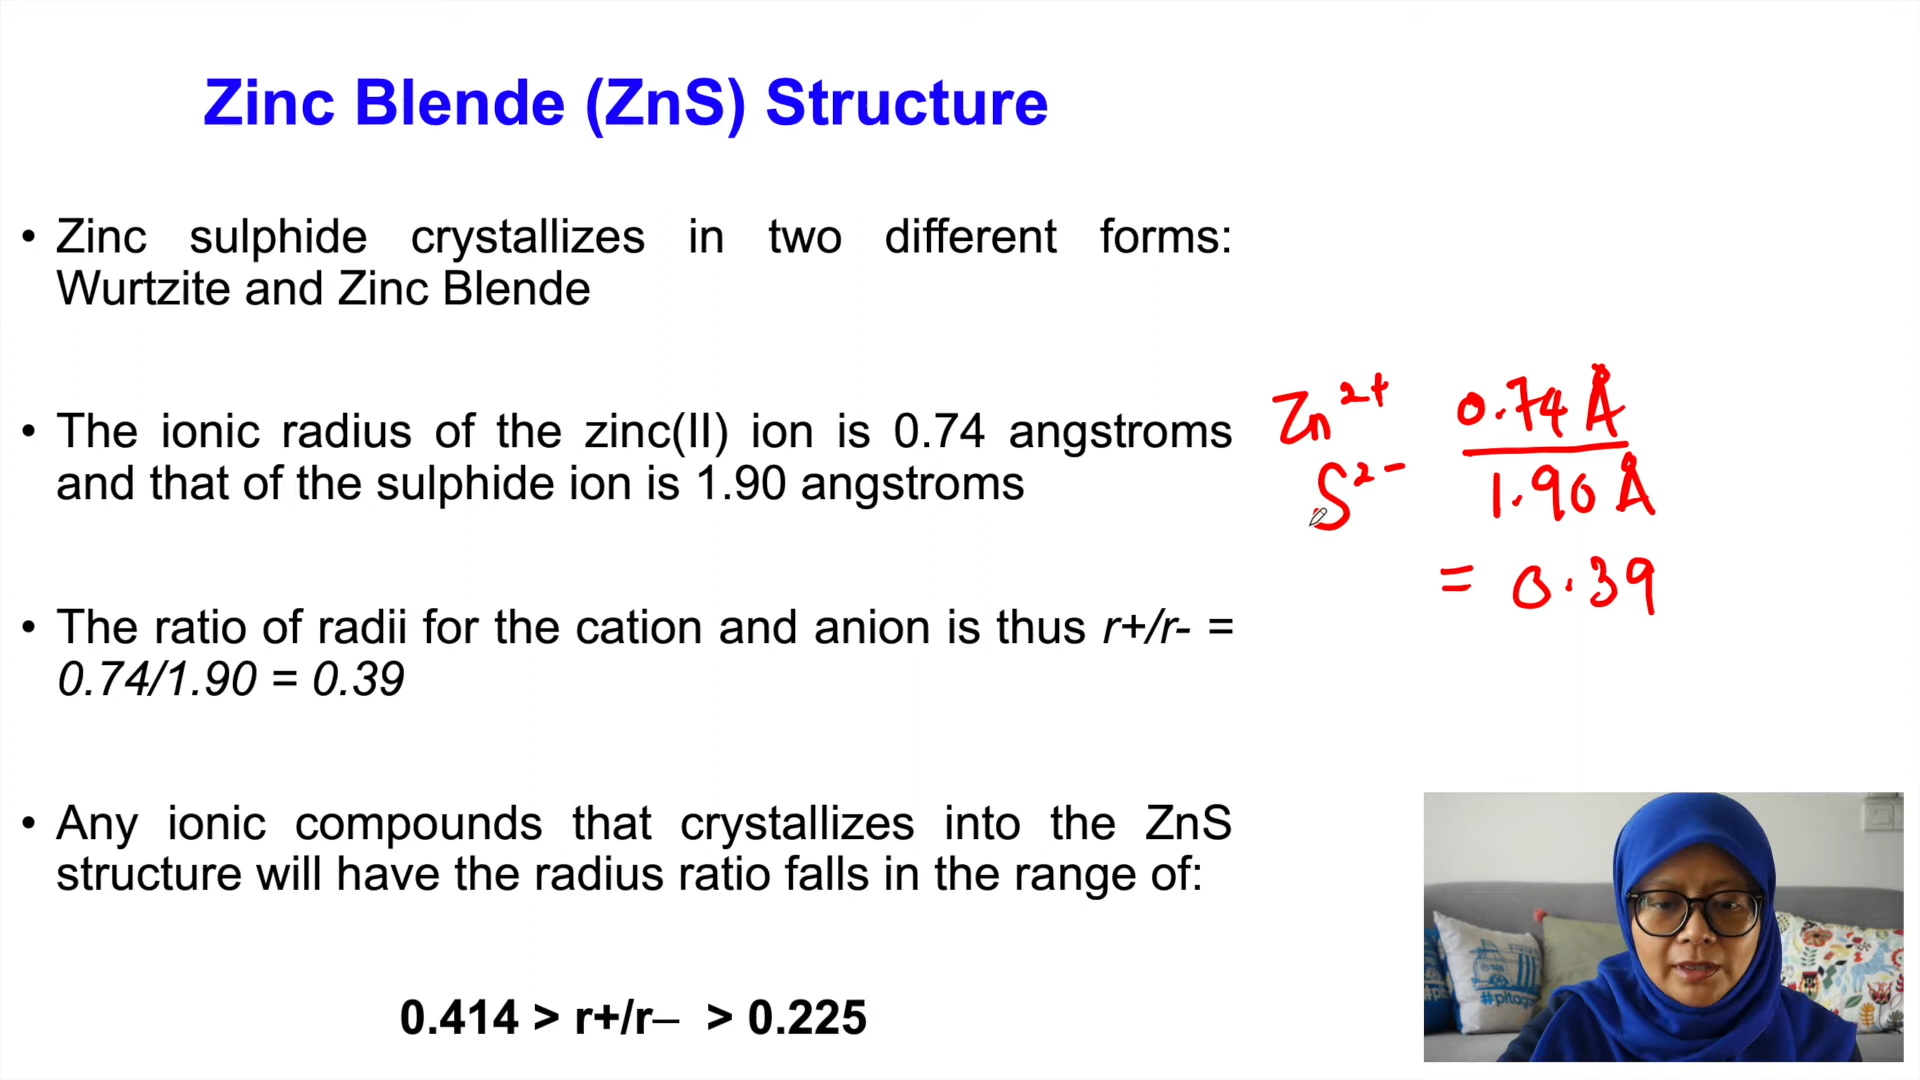 Zinc Blende (ZnS) Structure
• Zinc sulphide crystallizes in two different forms:
Wurtzite and Zinc Blende
• The ionic radius of the zinc(II) ion is 0.74 angstroms
and that of the sulphide ion is 1.90 angstroms
Zn²⁺ 0.74 Å
S²⁻ 1.90 Å
= 0.39
• The ratio of radii for the cation and anion is thus r+/r- =
0.74/1.90 = 0.39
• Any ionic compounds that crystallizes into the ZnS
structure will have the radius ratio falls in the range of:
0.414 > r+/r– > 0.225